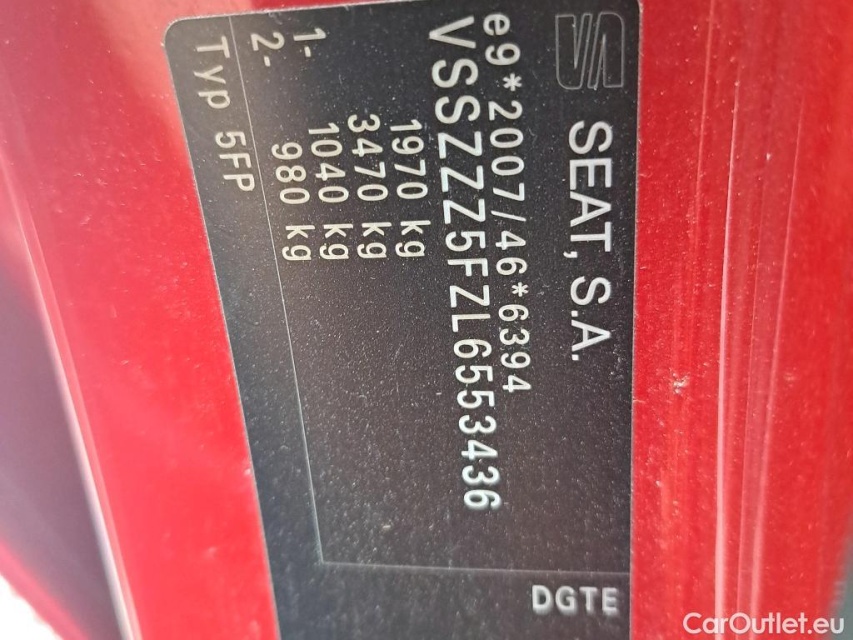 SEAT, S.A.
e9*2007/46*6394
VSSZZZ5FZL6553436
1970 kg
3470 kg
1- 1040 kg
2- 980 kg
Typ 5FP
DGTE
CarOutlet.eu